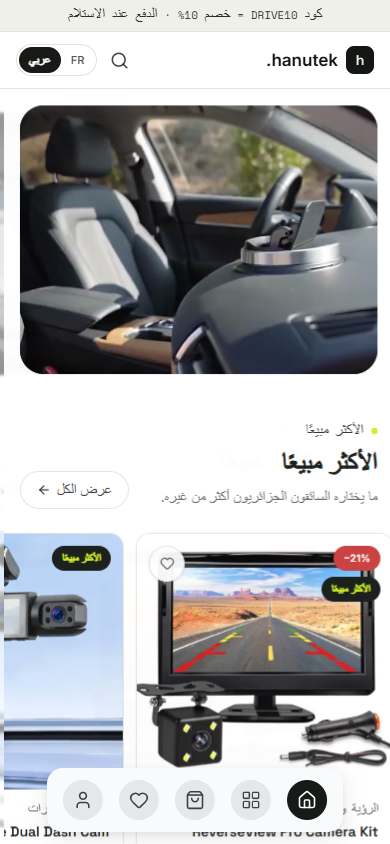 كود DRIVE10 = خصم 10% · الدفع عند الاستلام
h
hanutek.
FR
عربي
الأكثر مبيعًا
الأكثر مبيعًا
ما يختاره السائقون الجزائريون أكثر من غيره.
عرض الكل
−21%
الأكثر مبيعًا
الأكثر مبيعًا
الرؤية و
ReverseView Pro Camera Kit
Dual Dash Cam